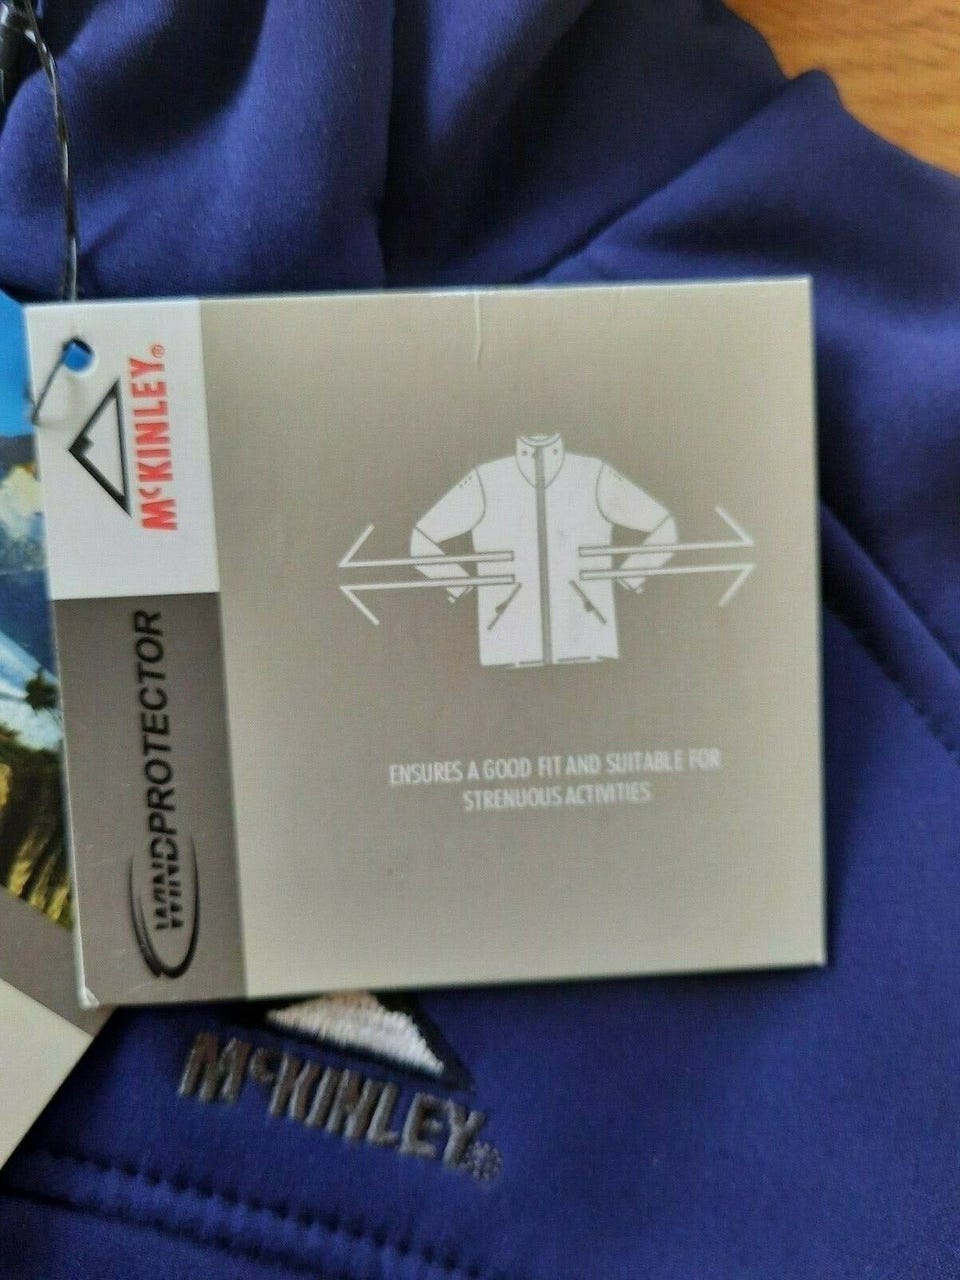 McKINLEY®
WINDPROTECTOR
ENSURES A GOOD FIT AND SUITABLE FOR
STRENUOUS ACTIVITIES
McKINLEY®